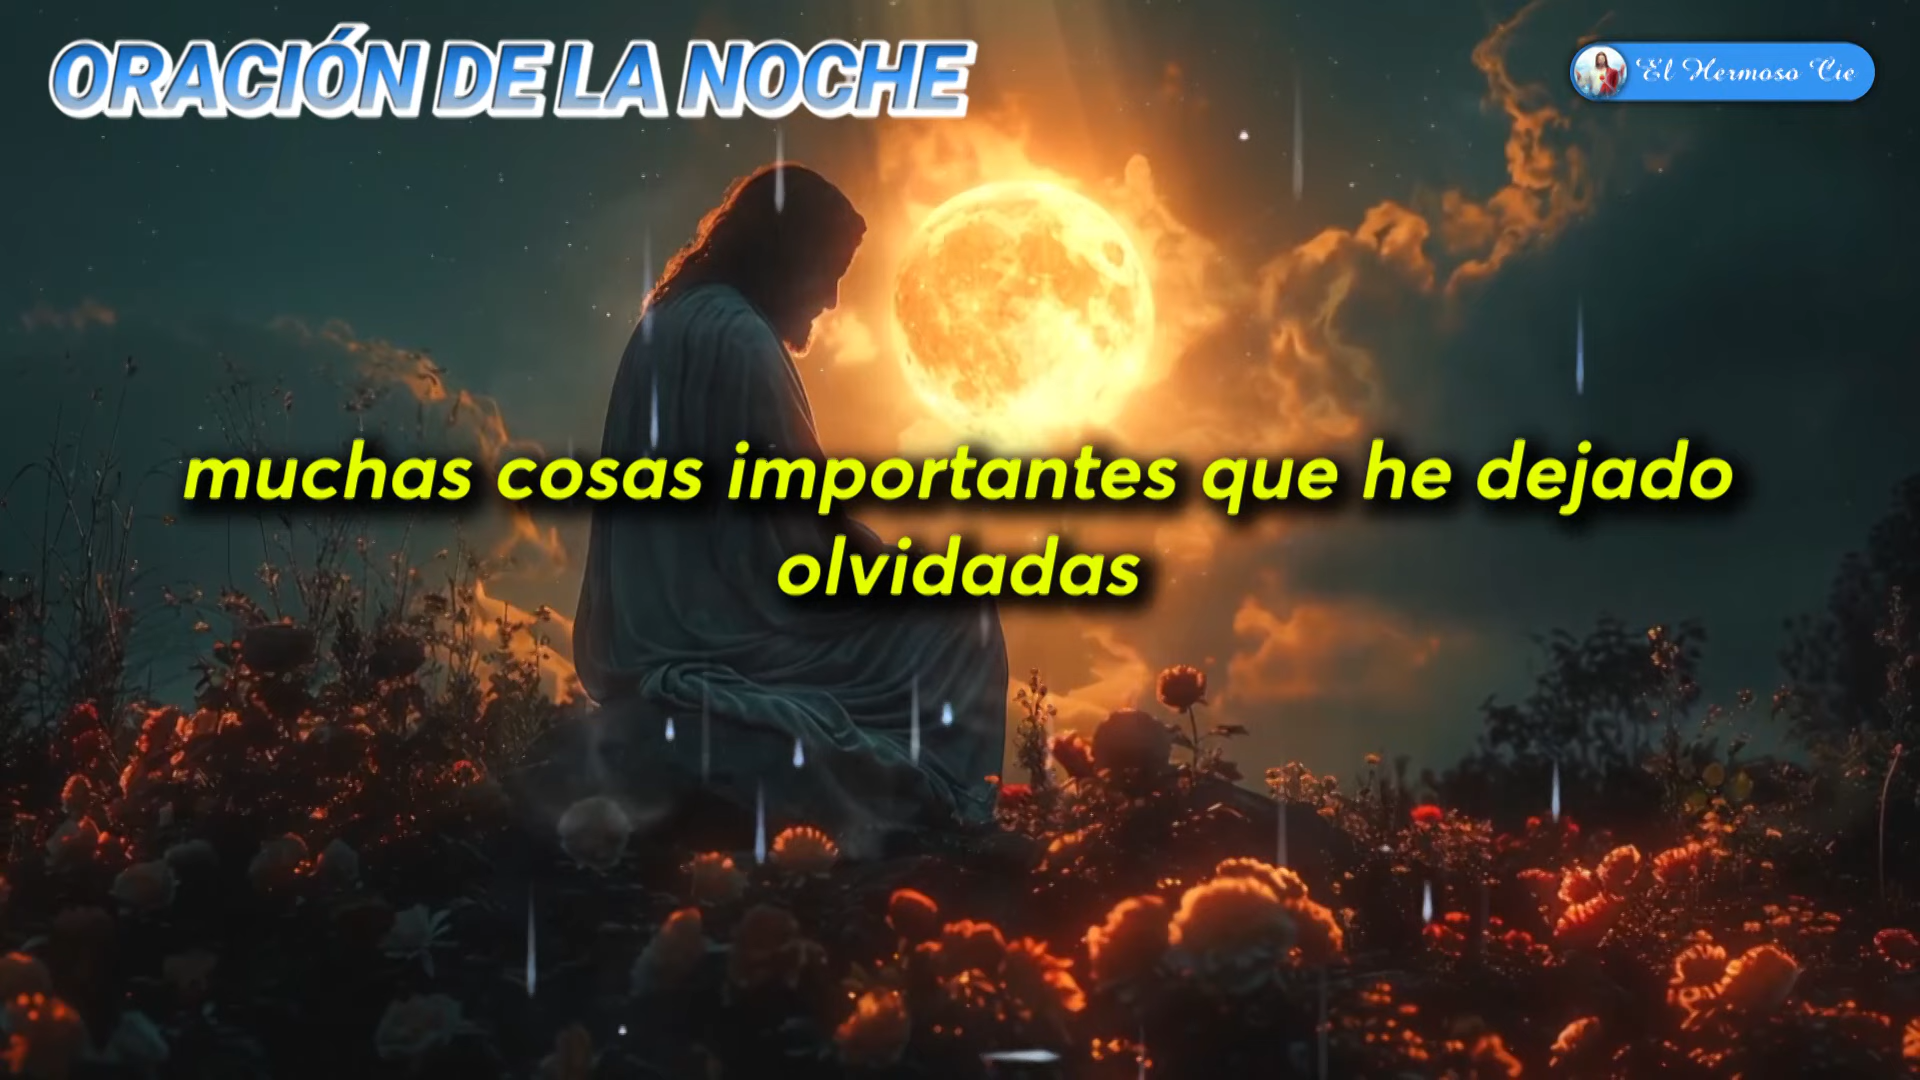 ORACIÓN DE LA NOCHE
El Hermoso Cie
muchas cosas importantes que he dejado
olvidadas